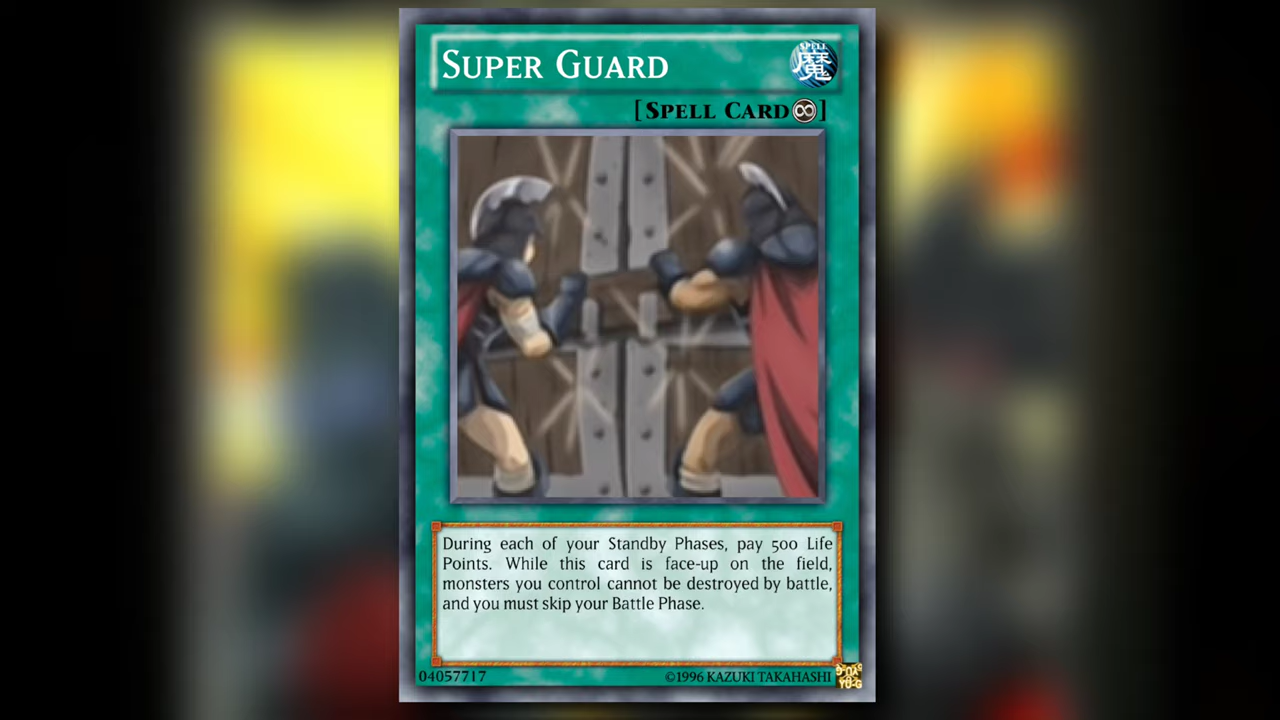 Super Guard
SPELL
魔
[Spell Card]
During each of your Standby Phases, pay 500 Life
Points. While this card is face-up on the field,
monsters you control cannot be destroyed by battle,
and you must skip your Battle Phase.
04057717
©1996 KAZUKI TAKAHASHI